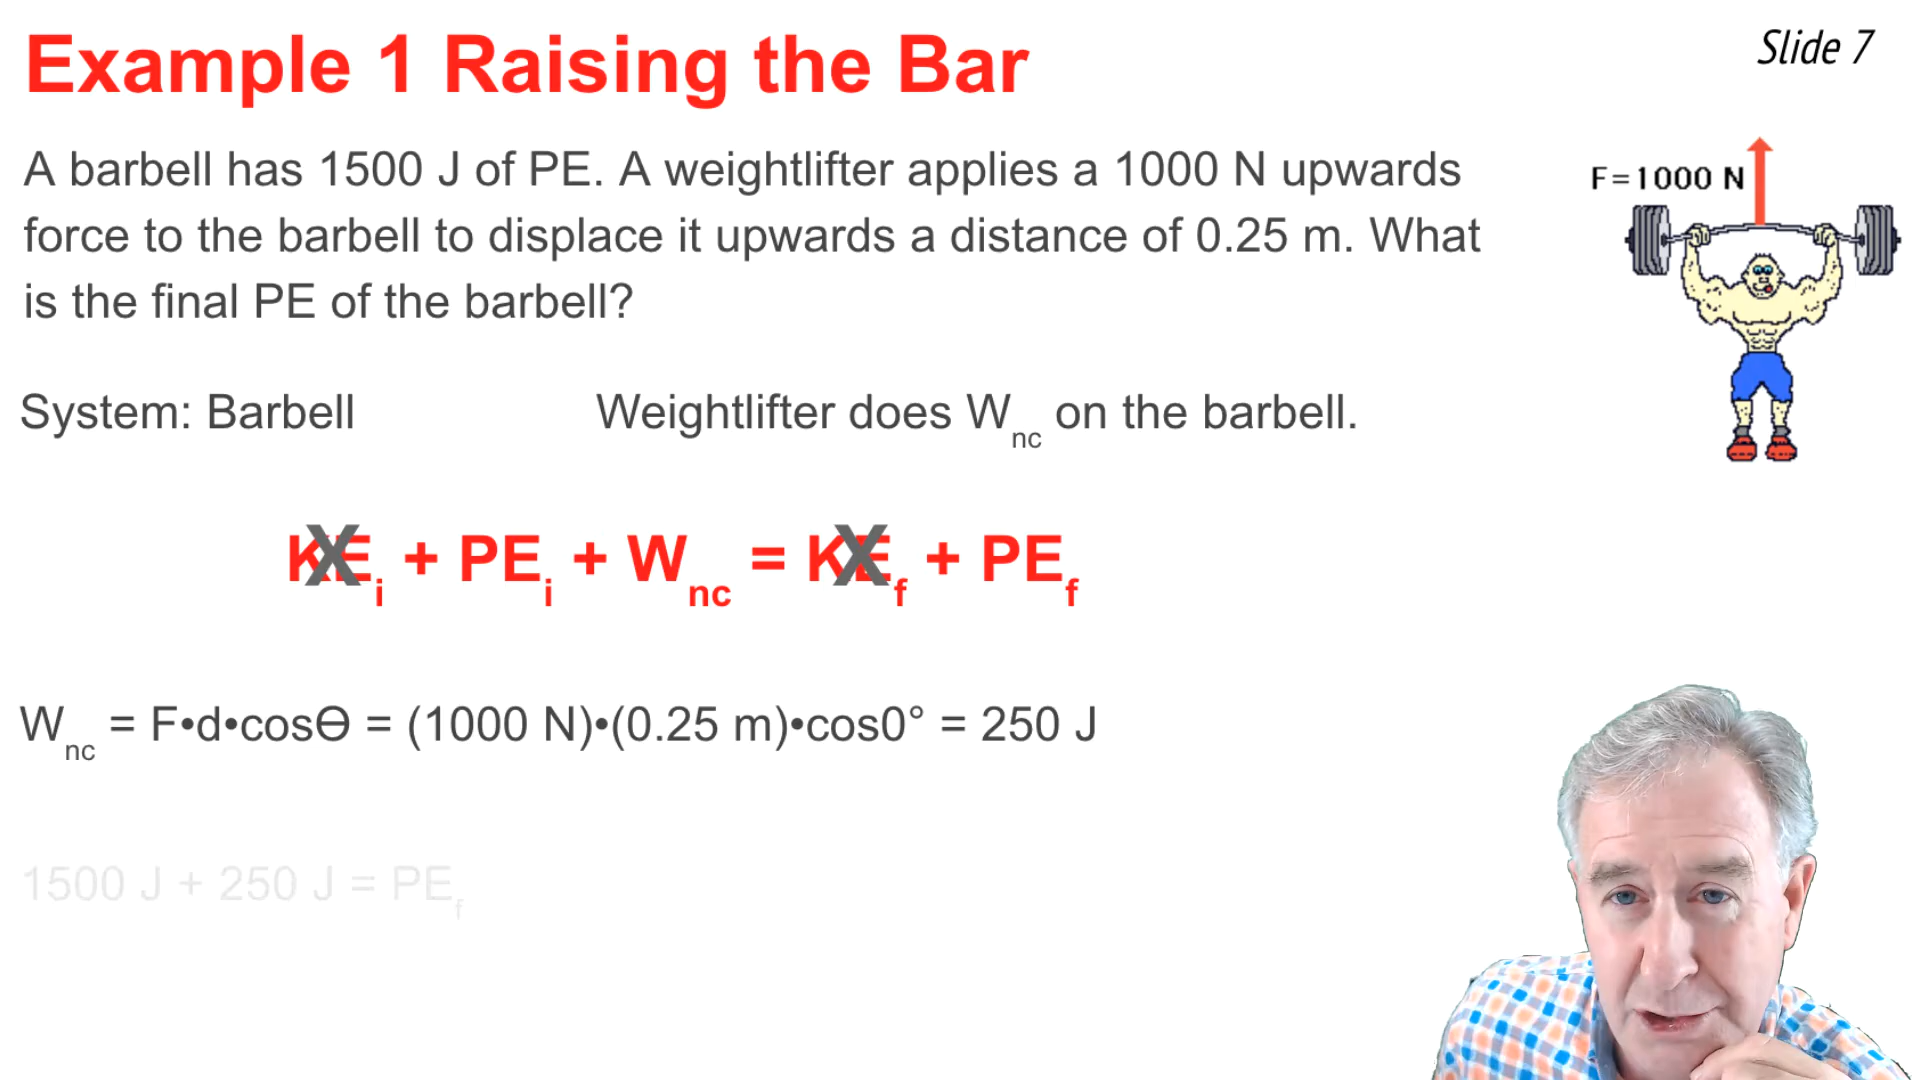 Example 1 Raising the Bar
Slide 7
A barbell has 1500 J of PE. A weightlifter applies a 1000 N upwards
force to the barbell to displace it upwards a distance of 0.25 m. What
is the final PE of the barbell?
F=1000 N
System: Barbell
Weightlifter does Wnc on the barbell.
KEi + PEi + Wnc = KEf + PEf
Wnc = F•d•cosΘ = (1000 N)•(0.25 m)•cos0° = 250 J
1500 J + 250 J = PEf